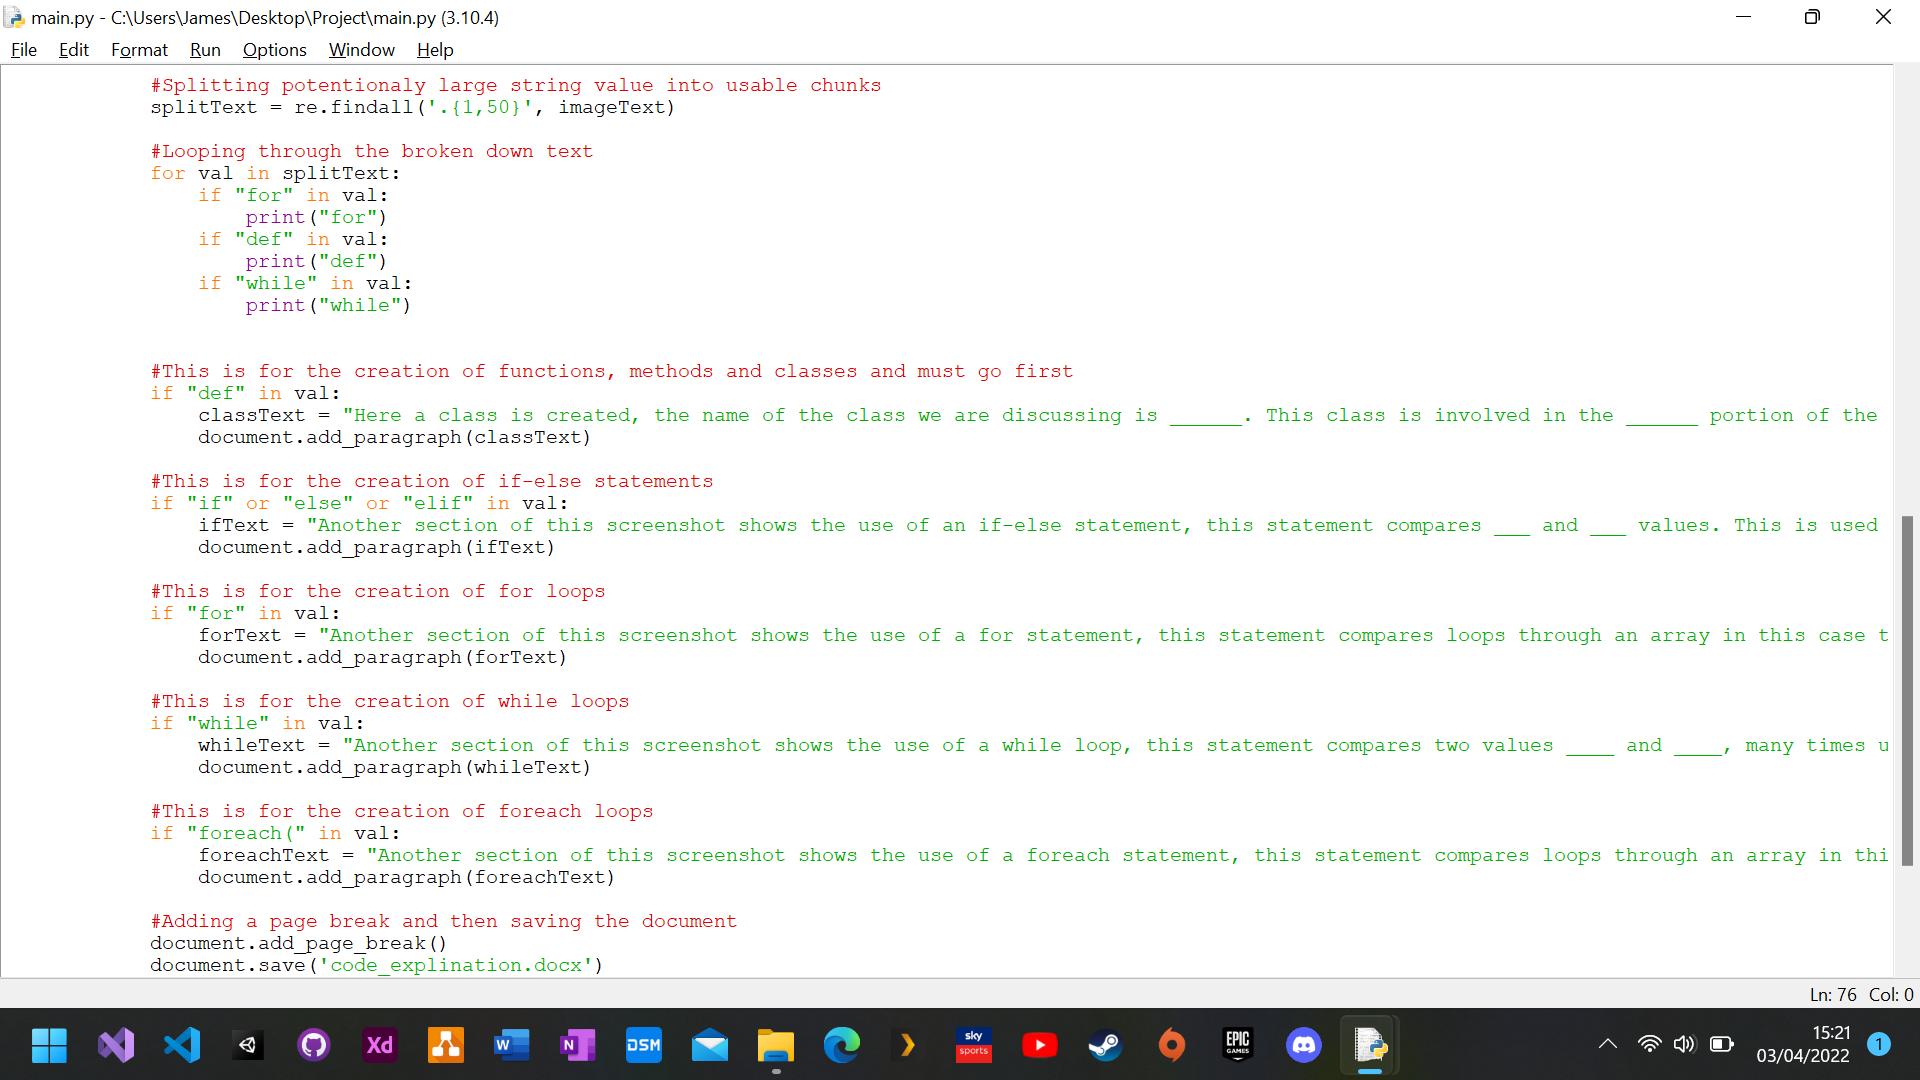 main.py - C:\Users\James\Desktop\Project\main.py (3.10.4)
File Edit Format Run Options Window Help
#Splitting potentionaly large string value into usable chunks
splitText = re.findall('.{1,50}', imageText)
#Looping through the broken down text
for val in splitText:
if "for" in val:
print("for")
if "def" in val:
print("def")
if "while" in val:
print("while")
#This is for the creation of functions, methods and classes and must go first
if "def" in val:
classText = "Here a class is created, the name of the class we are discussing is ______. This class is involved in the ______ portion of the
document.add_paragraph(classText)
#This is for the creation of if-else statements
if "if" or "else" or "elif" in val:
ifText = "Another section of this screenshot shows the use of an if-else statement, this statement compares ___ and ___ values. This is used
document.add_paragraph(ifText)
#This is for the creation of for loops
if "for" in val:
forText = "Another section of this screenshot shows the use of a for statement, this statement compares loops through an array in this case t
document.add_paragraph(forText)
#This is for the creation of while loops
if "while" in val:
whileText = "Another section of this screenshot shows the use of a while loop, this statement compares two values ____ and ____, many times u
document.add_paragraph(whileText)
#This is for the creation of foreach loops
if "foreach(" in val:
foreachText = "Another section of this screenshot shows the use of a foreach statement, this statement compares loops through an array in thi
document.add_paragraph(foreachText)
#Adding a page break and then saving the document
document.add_page_break()
document.save('code_explination.docx')
Ln: 76 Col: 0
Xd W N DSM sky sports EPIC GAMES 15:21 1
03/04/2022